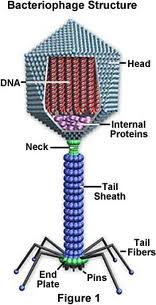 Bacteriophage Structure
Head
DNA
Internal
Proteins
Neck
Tail
Sheath
Tail
Fibers
End
Plate
Pins
Figure 1